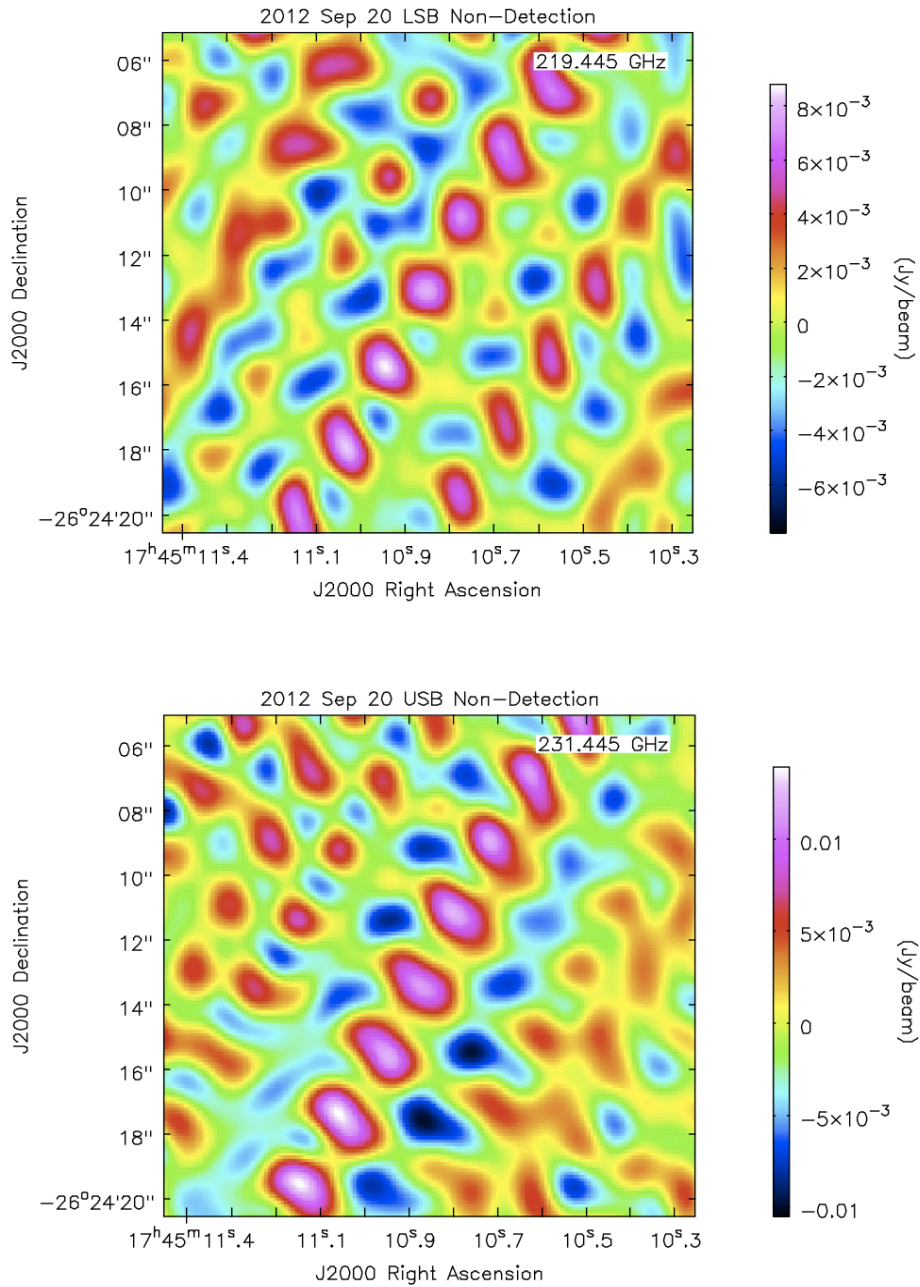 2012 Sep 20 LSB Non-Detection
219.445 GHz
06"
08"
10"
12"
14"
16"
18"
−26°24'20"
J2000 Declination
17ʰ45ᵐ11ˢ.4 11ˢ.1 10ˢ.9 10ˢ.7 10ˢ.5 10ˢ.3
J2000 Right Ascension
8×10⁻³
6×10⁻³
4×10⁻³
2×10⁻³
0
−2×10⁻³
−4×10⁻³
−6×10⁻³
(Jy/beam)
2012 Sep 20 USB Non-Detection
231.445 GHz
06"
08"
10"
12"
14"
16"
18"
−26°24'20"
J2000 Declination
17ʰ45ᵐ11ˢ.4 11ˢ.1 10ˢ.9 10ˢ.7 10ˢ.5 10ˢ.3
J2000 Right Ascension
0.01
5×10⁻³
0
−5×10⁻³
−0.01
(Jy/beam)